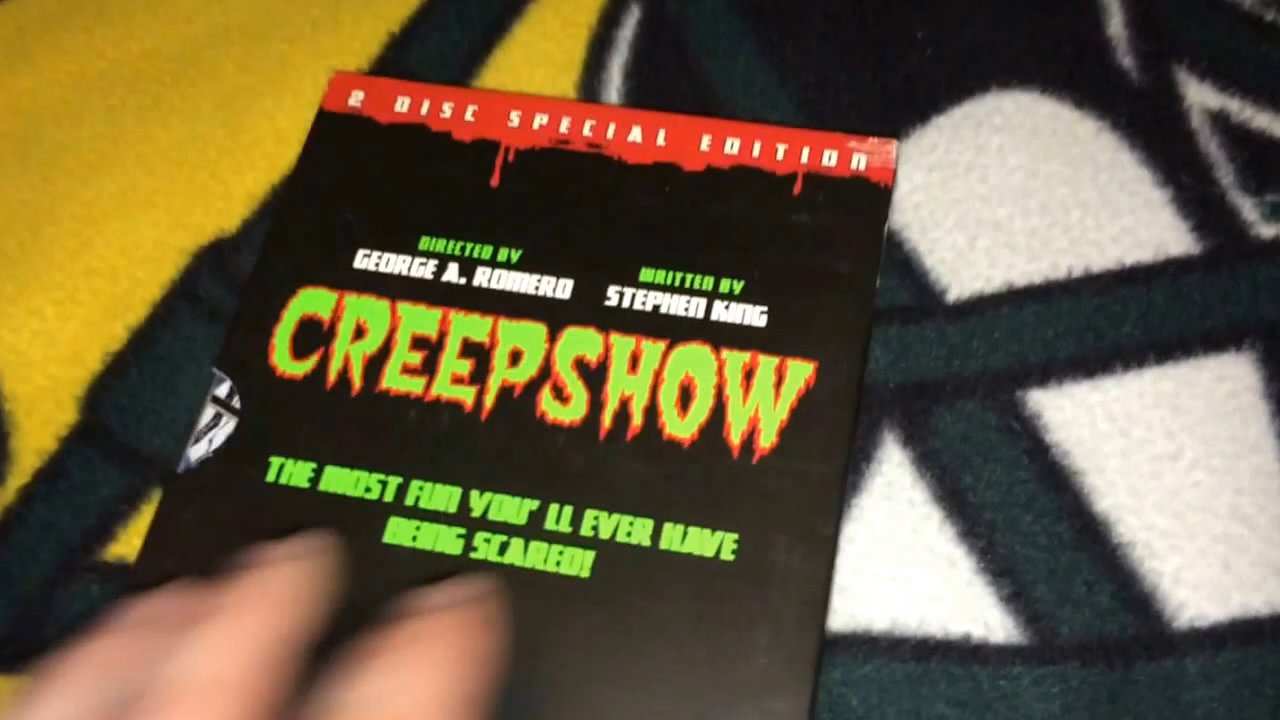 2 DISC SPECIAL EDITION
DIRECTED BY
GEORGE A. ROMERO
WRITTEN BY
STEPHEN KING
CREEPSHOW
THE MOST FUN YOU' LL EVER HAVE
BEING SCARED!